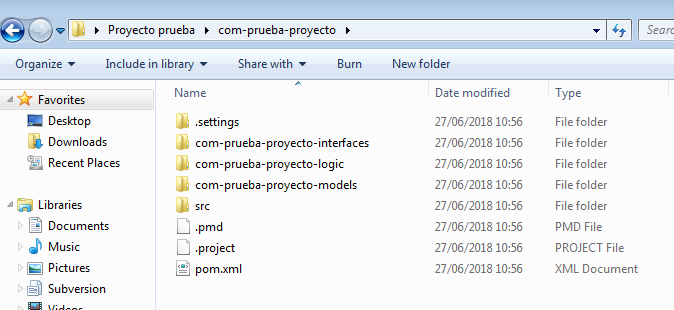 Proyecto prueba com-prueba-proyecto Searc
Organize Include in library Share with Burn New folder
Favorites
Desktop
Downloads
Recent Places
Libraries
Documents
Music
Pictures
Subversion
Videos
Name Date modified Type
.settings 27/06/2018 10:56 File folder
com-prueba-proyecto-interfaces 27/06/2018 10:56 File folder
com-prueba-proyecto-logic 27/06/2018 10:56 File folder
com-prueba-proyecto-models 27/06/2018 10:56 File folder
src 27/06/2018 10:56 File folder
.pmd 27/06/2018 10:56 PMD File
.project 27/06/2018 10:56 PROJECT File
pom.xml 27/06/2018 10:56 XML Document